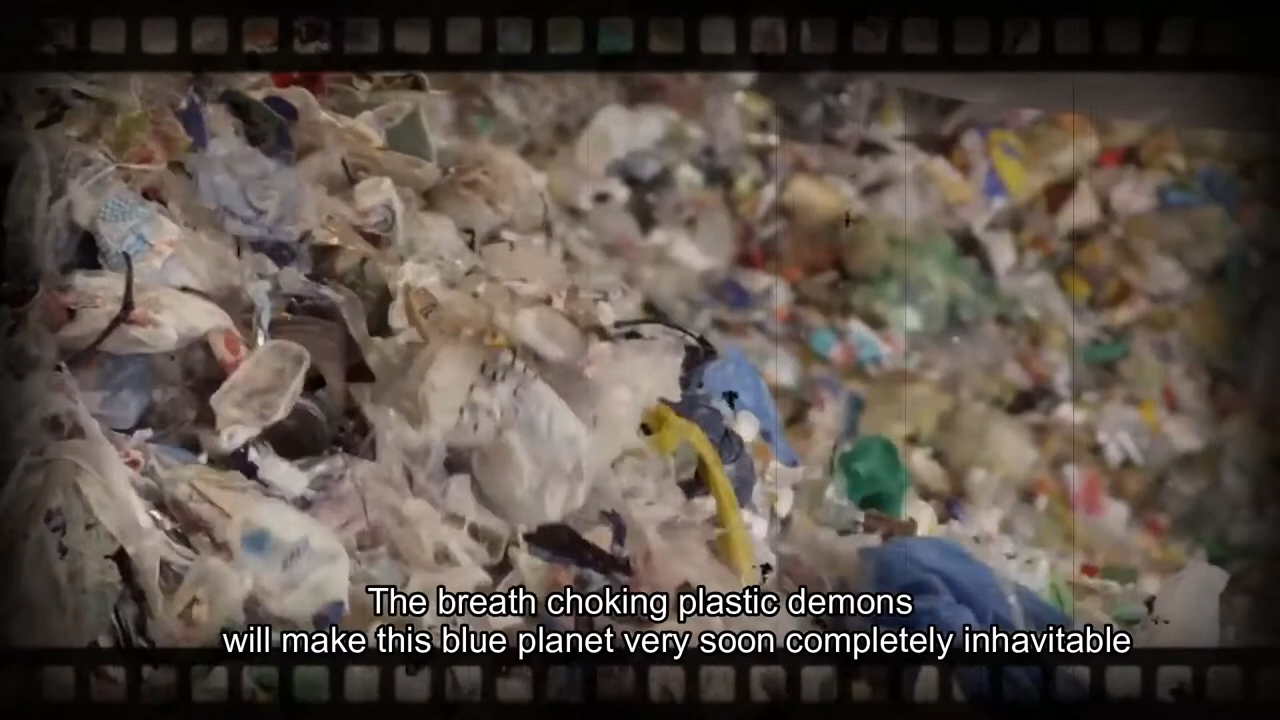 The breath choking plastic demons
will make this blue planet very soon completely inhavitable